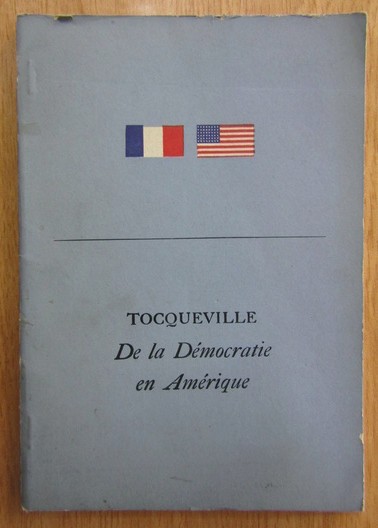 TOCQUEVILLE
De la Démocratie
en Amérique